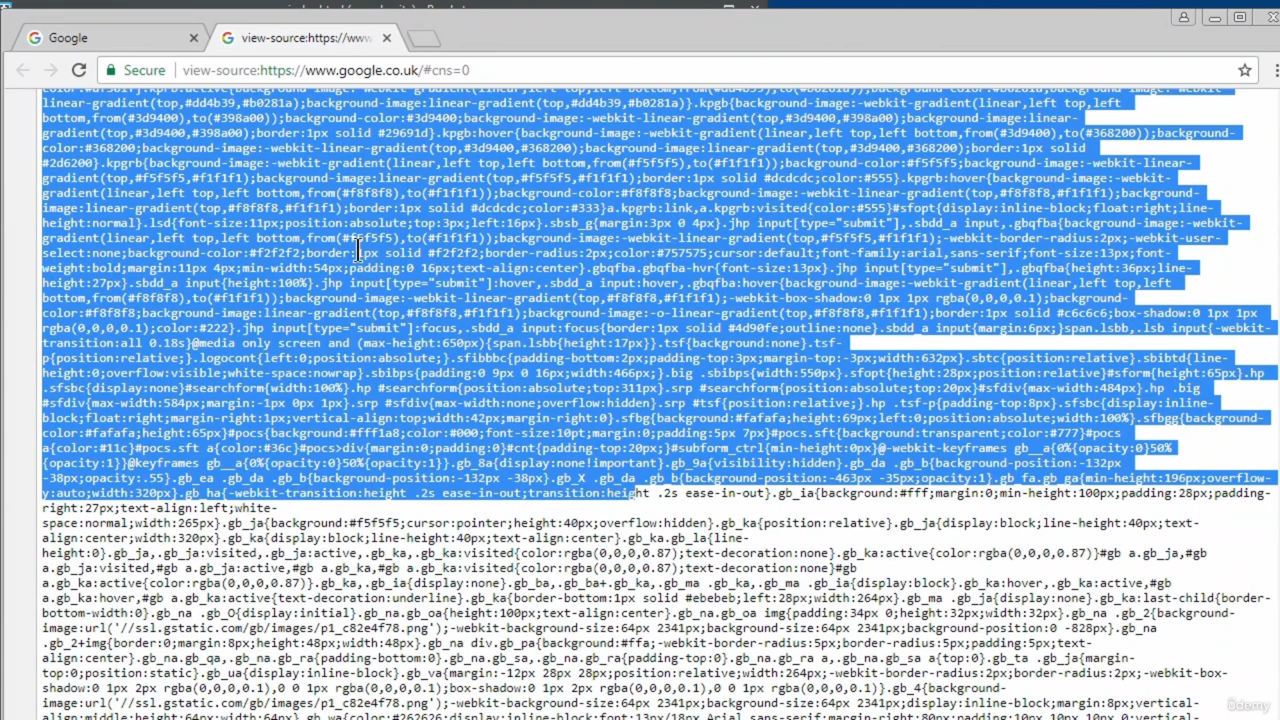 Google
view-source:https://www
Secure
view-source:https://www.google.co.uk/#cns=0
linear-gradient(top,#dd4b39,#b0281a);background-image:linear-gradient(top,#dd4b39,#b0281a)}.kpgb{background-image:-webkit-gradient(linear,left top,left
bottom,from(#3d9400),to(#398a00));background-color:#3d9400;background-image:-webkit-linear-gradient(top,#3d9400,#398a00);background-image:linear-
gradient(top,#3d9400,#398a00);border:1px solid #29691d}.kpgb:hover{background-image:-webkit-gradient(linear,left top,left bottom,from(#3d9400),to(#368200));background-
color:#368200;background-image:-webkit-linear-gradient(top,#3d9400,#368200);background-image:linear-gradient(top,#3d9400,#368200);border:1px solid
#2d6200}.kpgrb{background-image:-webkit-gradient(linear,left top,left bottom,from(#f5f5f5),to(#f1f1f1));background-color:#f5f5f5;background-image:-webkit-linear-
gradient(top,#f5f5f5,#f1f1f1);background-image:linear-gradient(top,#f5f5f5,#f1f1f1);border:1px solid #dcdcdc;color:#555}.kpgrb:hover{background-image:-webkit-
gradient(linear,left top,left bottom,from(#f8f8f8),to(#f1f1f1));background-color:#f8f8f8;background-image:-webkit-linear-gradient(top,#f8f8f8,#f1f1f1);background-
image:linear-gradient(top,#f8f8f8,#f1f1f1);border:1px solid #dcdcdc;color:#333}a.kpgrb:link,a.kpgrb:visited{color:#555}#sfopt{display:inline-block;float:right;line-
height:normal}.lsd{font-size:11px;position:absolute;top:3px;left:16px}.sbsb_g{margin:3px 0 4px}.jhp input[type="submit"],.sbdd_a input,.gbqfba{background-image:-webkit-
gradient(linear,left top,left bottom,from(#f5f5f5),to(#f1f1f1));background-image:-webkit-linear-gradient(top,#f5f5f5,#f1f1f1);-webkit-border-radius:2px;-webkit-user-
select:none;background-color:#f2f2f2;border:1px solid #f2f2f2;border-radius:2px;color:#757575;cursor:default;font-family:arial,sans-serif;font-size:13px;font-
weight:bold;margin:11px 4px;min-width:54px;padding:0 16px;text-align:center}.gbqfba.gbqfba-hvr{font-size:13px}.jhp input[type="submit"],.gbqfba{height:36px;line-
height:27px}.sbdd_a input{height:100%}.jhp input[type="submit"]:hover,.sbdd_a input:hover,.gbqfba:hover{background-image:-webkit-gradient(linear,left top,left
bottom,from(#f8f8f8),to(#f1f1f1));background-image:-webkit-linear-gradient(top,#f8f8f8,#f1f1f1);-webkit-box-shadow:0 1px 1px rgba(0,0,0,0.1);background-
color:#f8f8f8;background-image:linear-gradient(top,#f8f8f8,#f1f1f1);background-image:-o-linear-gradient(top,#f8f8f8,#f1f1f1);border:1px solid #c6c6c6;box-shadow:0 1px 1px
rgba(0,0,0,0.1);color:#222}.jhp input[type="submit"]:focus,.sbdd_a input:focus{border:1px solid #4d90fe;outline:none}.sbdd_a input{margin:6px;}span.lsbb,.lsb input{-webkit-
transition:all 0.18s}@media only screen and (max-height:650px){span.lsbb{height:17px}}.tsf{background:none}.tsf-
p{position:relative;}.logocont{left:0;position:absolute;}.sfibbbc{padding-bottom:2px;padding-top:3px;margin-top:-3px;width:632px}.sbtc{position:relative}.sbibtd{line-
height:0;overflow:visible;white-space:nowrap}.sbibps{padding:0 9px 0 16px;width:466px;}.big .sbibps{width:550px}.sfopt{height:28px;position:relative}#sform{height:65px}.hp
.sfsbc{display:none}#searchform{width:100%}.hp #searchform{position:absolute;top:311px}.srp #searchform{position:absolute;top:20px}#sfdiv{max-width:484px}.hp .big
#sfdiv{max-width:584px;margin:-1px 0px 1px}.srp #sfdiv{max-width:none;overflow:hidden}.srp #tsf{position:relative;}.hp .tsf-p{padding-top:8px}.sfsbc{display:inline-
block;float:right;margin-right:1px;vertical-align:top;width:42px;margin-right:0}.sfbg{background:#fafafa;height:69px;left:0;position:absolute;width:100%}.sfbgg{background-
color:#fafafa;height:65px}#pocs{background:#fff1a8;color:#000;font-size:10pt;margin:0;padding:5px 7px}#pocs.sft{background:transparent;color:#777}#pocs
a{color:#11c}#pocs.sft a{color:#36c}#pocs>div{margin:0;padding:0}#cnt{padding-top:20px;}#subform_ctrl{min-height:0px}@-webkit-keyframes gb__a{0%{opacity:0}50%
{opacity:1}}@keyframes gb__a{0%{opacity:0}50%{opacity:1}}.gb_8a{display:none!important}.gb_9a{visibility:hidden}.gb_da .gb_b{background-position:-132px
-38px;opacity:.55}.gb_ea .gb_da .gb_b{background-position:-132px -38px}.gb_X .gb_da .gb_b{background-position:-463px -35px;opacity:1}.gb_fa.gb_ga{min-height:196px;overflow-
y:auto;width:320px}.gb_ha{-webkit-transition:height .2s ease-in-out;transition:height .2s ease-in-out}.gb_ia{background:#fff;margin:0;min-height:100px;padding:28px;padding-
right:27px;text-align:left;white-
space:normal;width:265px}.gb_ja{background:#f5f5f5;cursor:pointer;height:40px;overflow:hidden}.gb_ka{position:relative}.gb_ja{display:block;line-height:40px;text-
align:center;width:320px}.gb_ka{display:block;line-height:40px;text-align:center}.gb_ka.gb_la{line-
height:0}.gb_ja,.gb_ja:visited,.gb_ja:active,.gb_ka,.gb_ka:visited{color:rgba(0,0,0,0.87);text-decoration:none}.gb_ka:active{color:rgba(0,0,0,0.87)}#gb a.gb_ja,#gb
a.gb_ja:visited,#gb a.gb_ja:active,#gb a.gb_ka,#gb a.gb_ka:visited{color:rgba(0,0,0,0.87);text-decoration:none}#gb
a.gb_ka:active{color:rgba(0,0,0,0.87)}.gb_ka,.gb_ia{display:none}.gb_ba,.gb_ba+.gb_ka,.gb_ma .gb_ka,.gb_ma .gb_ia{display:block}.gb_ka:hover,.gb_ka:active,#gb
a.gb_ka:hover,#gb a.gb_ka:active{text-decoration:underline}.gb_ka{border-bottom:1px solid #ebebeb;left:28px;width:264px}.gb_ma .gb_ja{display:none}.gb_ka:last-child{border-
bottom-width:0}.gb_na .gb_O{display:initial}.gb_na.gb_oa{height:100px;text-align:center}.gb_na.gb_oa img{padding:34px 0;height:32px;width:32px}.gb_na .gb_2{background-
image:url('//ssl.gstatic.com/gb/images/p1_c82e4f78.png');-webkit-background-size:64px 2341px;background-size:64px 2341px;background-position:0 -828px}.gb_na
.gb_2+img{border:0;margin:8px;height:48px;width:48px}.gb_na div.gb_pa{background:#ffa;-webkit-border-radius:5px;border-radius:5px;padding:5px;text-
align:center}.gb_na.gb_qa,.gb_na.gb_ra{padding-bottom:0}.gb_na.gb_sa,.gb_na.gb_ra{padding-top:0}.gb_na.gb_ra a,.gb_na.gb_sa a{top:0}.gb_ta .gb_ja{margin-
top:0;position:static}.gb_ua{display:inline-block}.gb_va{margin:-12px 28px 28px;position:relative;width:264px;-webkit-border-radius:2px;border-radius:2px;-webkit-box-
shadow:0 1px 2px rgba(0,0,0,0.1),0 0 1px rgba(0,0,0,0.1);box-shadow:0 1px 2px rgba(0,0,0,0.1),0 0 1px rgba(0,0,0,0.1)}.gb_4{background-
image:url('//ssl.gstatic.com/gb/images/p1_c82e4f78.png');-webkit-background-size:64px 2341px;background-size:64px 2341px;display:inline-block;margin:8px;vertical-
Udemy